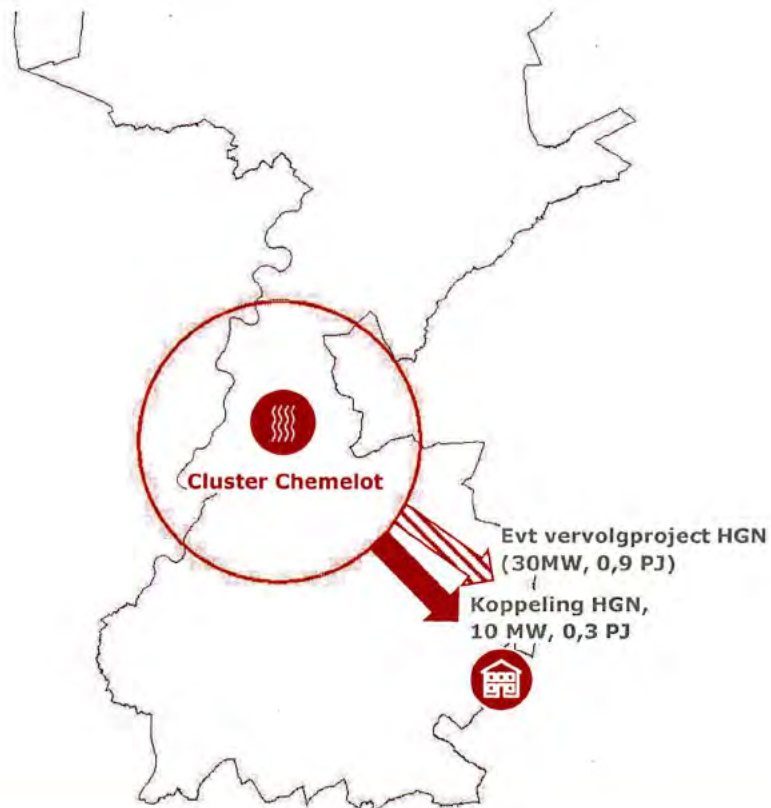 Cluster Chemelot
Evt vervolgproject HGN
(30MW, 0,9 PJ)
Koppeling HGN,
10 MW, 0,3 PJ